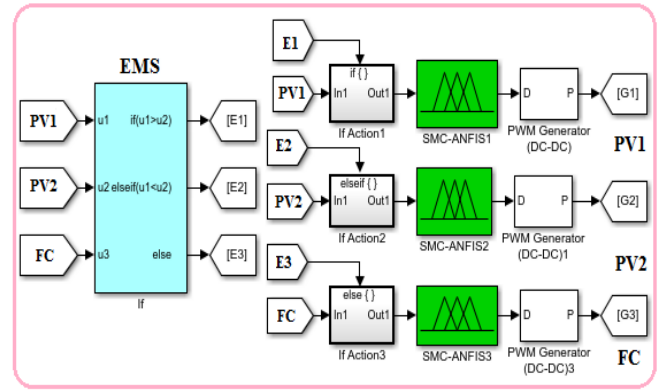 EMS
PV1
u1
if(u1>u2)
[E1]
PV2
u2
elseif(u1<u2)
[E2]
FC
u3
else
[E3]
If
E1
if { }
PV1
In1
Out1
If Action1
SMC-ANFIS1
D
P
PWM Generator
(DC-DC)
[G1]
PV1
E2
elseif { }
PV2
In1
Out1
If Action2
SMC-ANFIS2
D
P
PWM Generator
(DC-DC)1
[G2]
PV2
E3
else { }
FC
In1
Out1
If Action3
SMC-ANFIS3
D
P
PWM Generator
(DC-DC)3
[G3]
FC